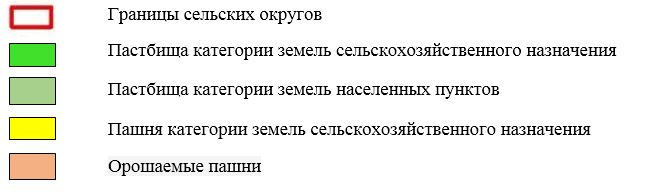 Границы сельских округов
Пастбища категории земель сельскохозяйственного назначения
Пастбища категории земель населенных пунктов
Пашня категории земель сельскохозяйственного назначения
Орошаемые пашни